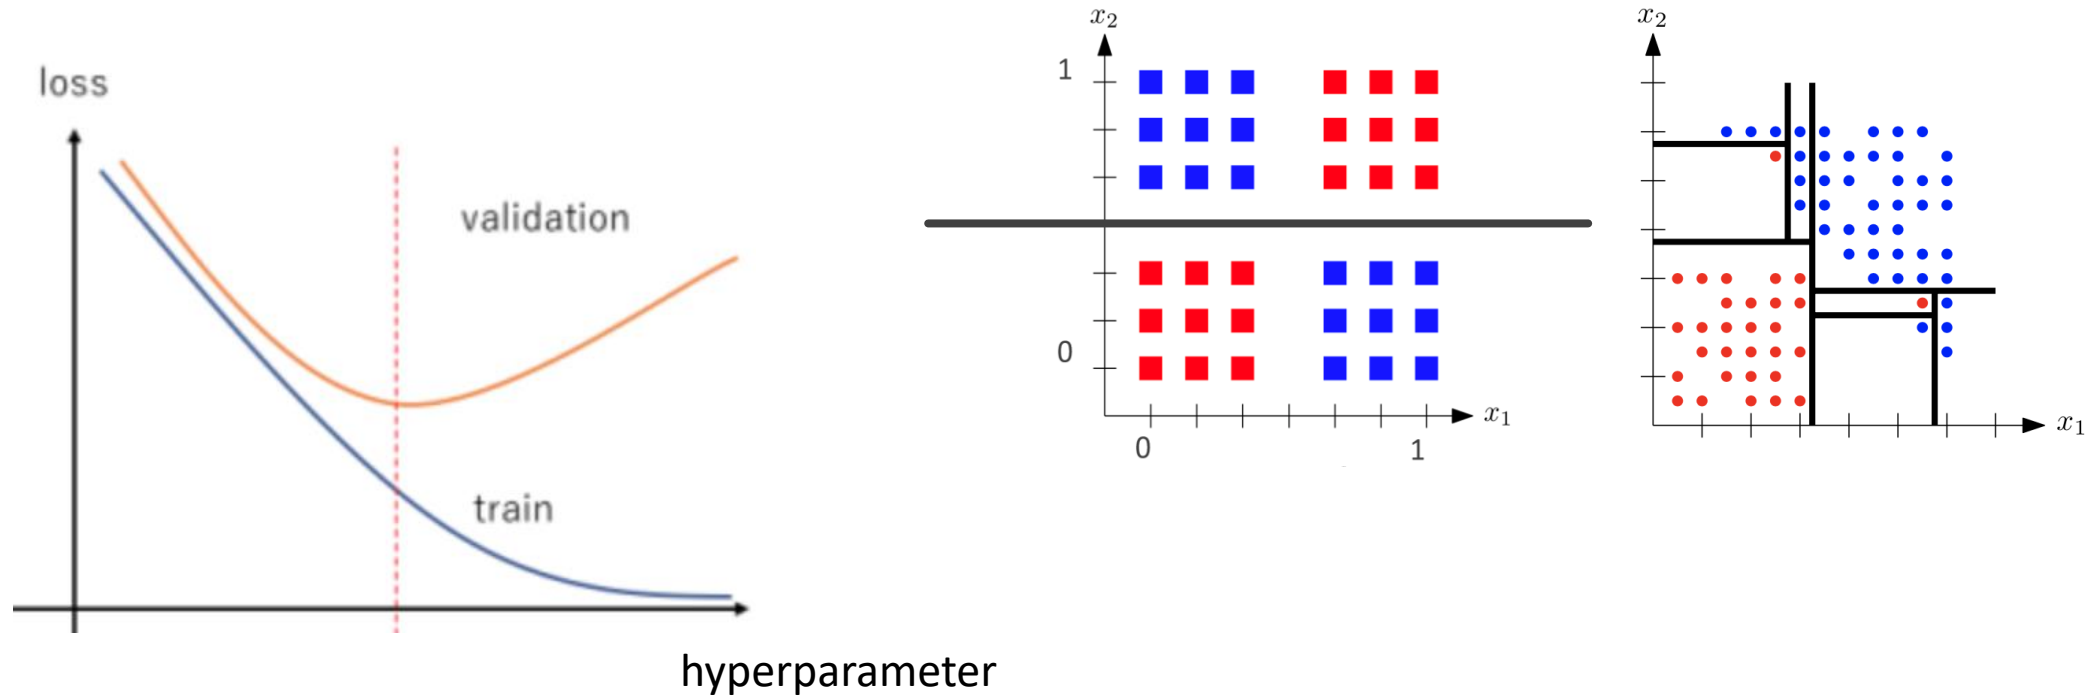 loss
validation
train
hyperparameter
x₂
1
0
0
1
x₁
x₂
x₁